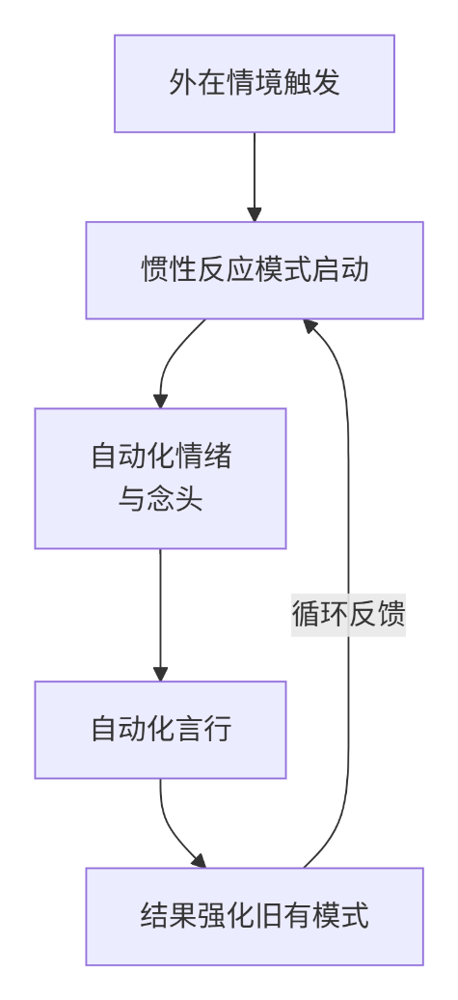 外在情境触发
惯性反应模式启动
自动化情绪
与念头
循环反馈
自动化言行
结果强化旧有模式